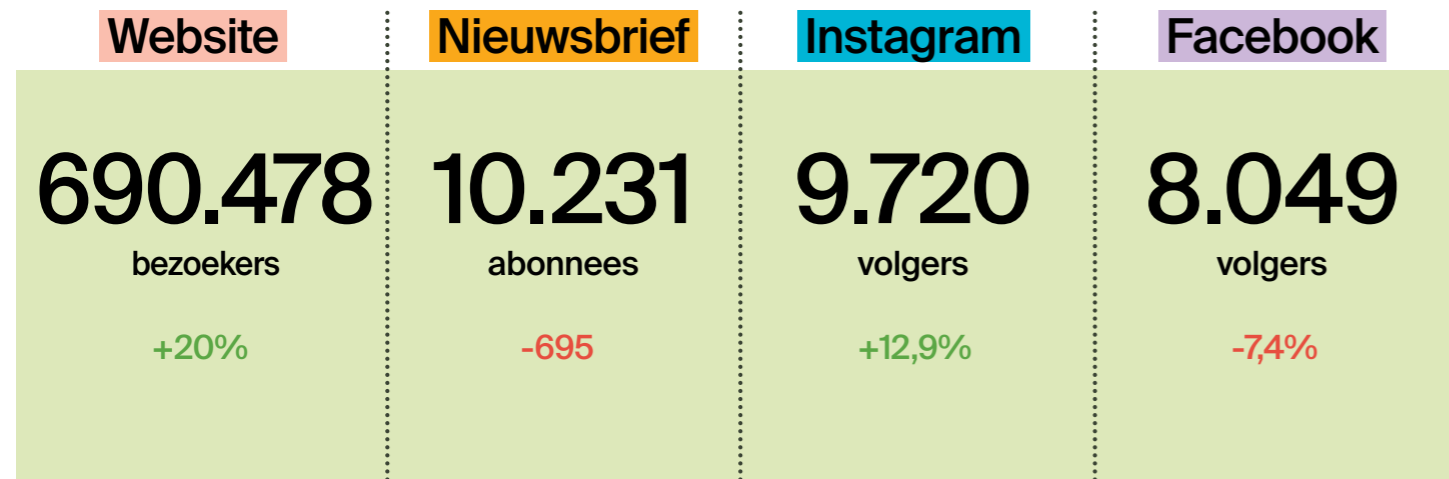 Website
690.478
bezoekers
+20%
Nieuwsbrief
10.231
abonnees
-695
Instagram
9.720
volgers
+12,9%
Facebook
8.049
volgers
-7,4%